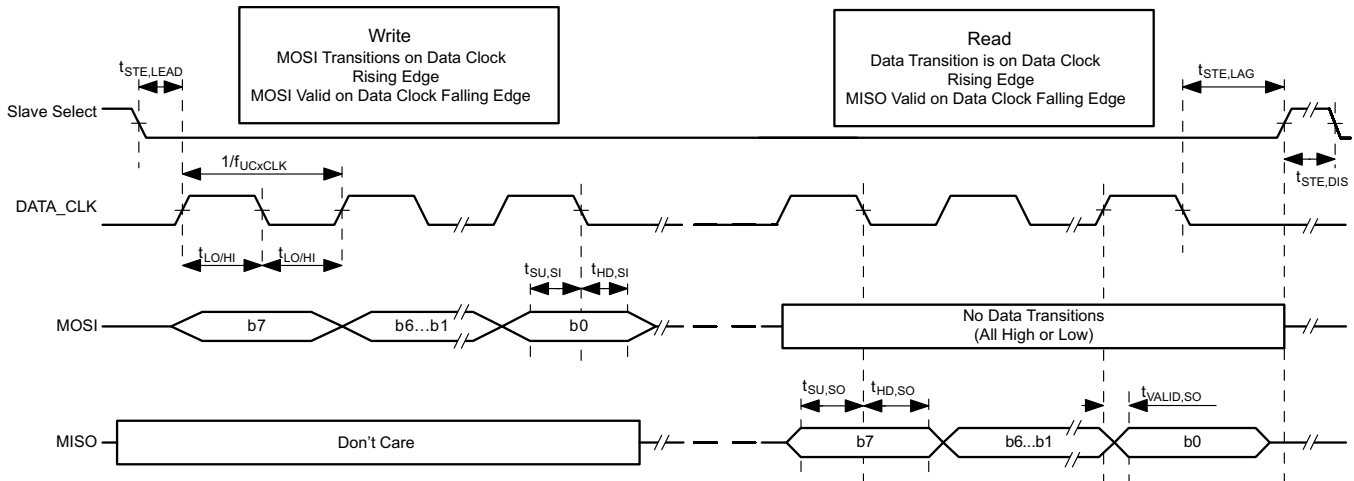 Write
MOSI Transitions on Data Clock
Rising Edge
MOSI Valid on Data Clock Falling Edge
Read
Data Transition is on Data Clock
Rising Edge
MISO Valid on Data Clock Falling Edge
tSTE,LEAD
tSTE,LAG
Slave Select
1/fUCxCLK
tSTE,DIS
DATA_CLK
tLO/HI tLO/HI
tSU,SI tHD,SI
MOSI b7 b6...b1 b0
No Data Transitions
(All High or Low)
tSU,SO tHD,SO tVALID,SO
MISO Don't Care b7 b6...b1 b0